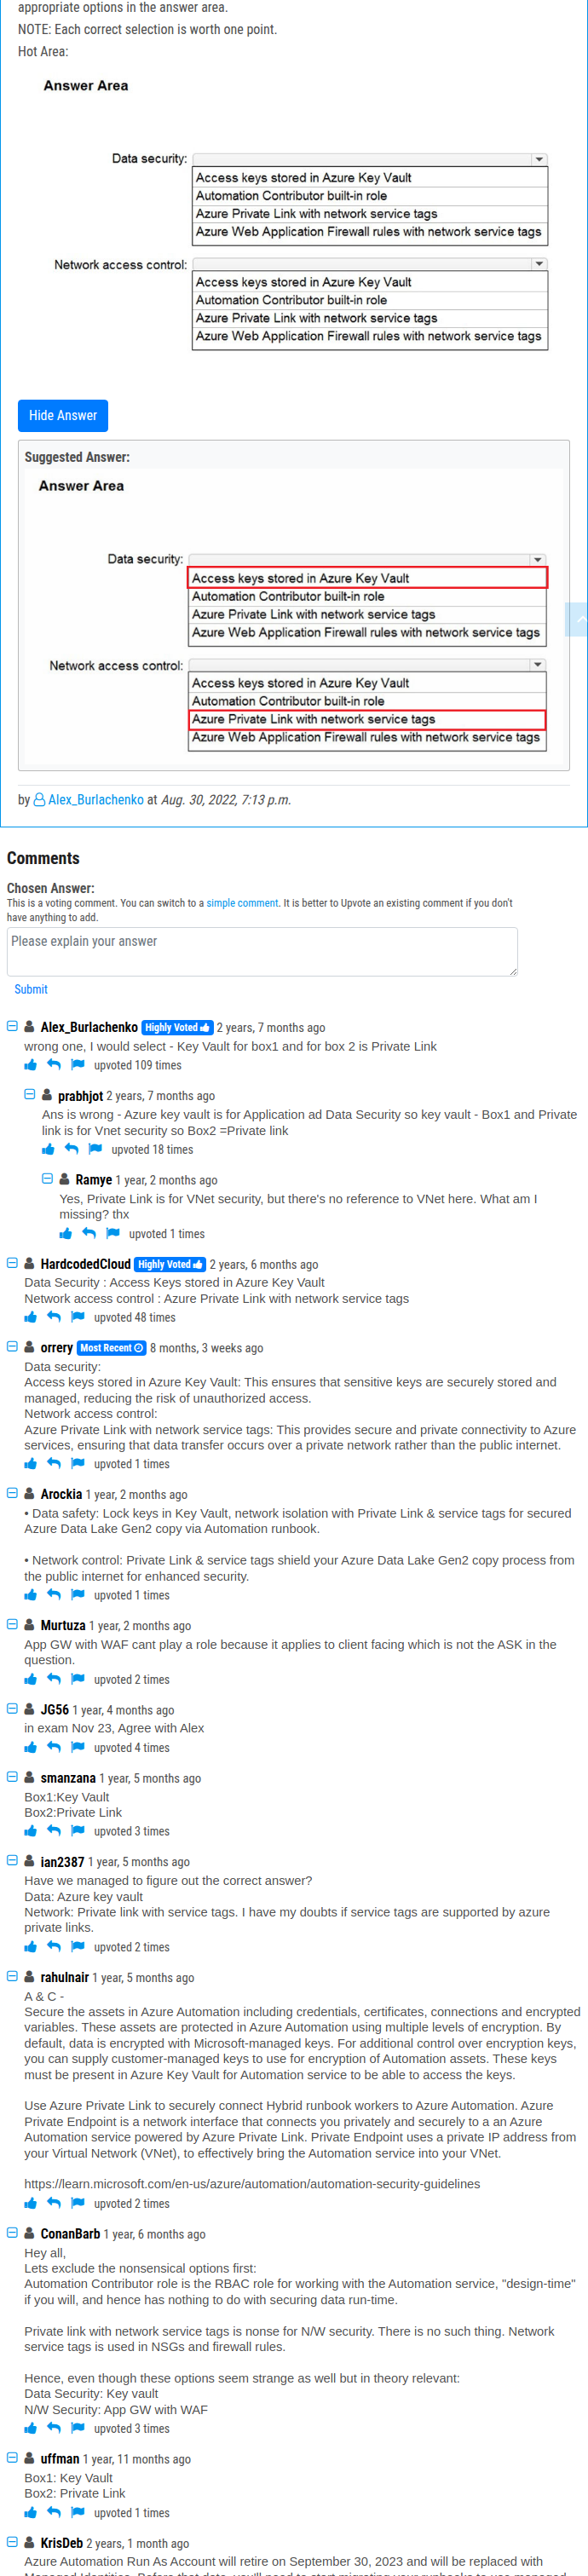 appropriate options in the answer area.
NOTE: Each correct selection is worth one point.
Hot Area:
Answer Area
Data security:
Access keys stored in Azure Key Vault
Automation Contributor built-in role
Azure Private Link with network service tags
Azure Web Application Firewall rules with network service tags
Network access control:
Access keys stored in Azure Key Vault
Automation Contributor built-in role
Azure Private Link with network service tags
Azure Web Application Firewall rules with network service tags
Hide Answer
Suggested Answer:
Answer Area
Data security:
Access keys stored in Azure Key Vault
Automation Contributor built-in role
Azure Private Link with network service tags
Azure Web Application Firewall rules with network service tags
Network access control:
Access keys stored in Azure Key Vault
Automation Contributor built-in role
Azure Private Link with network service tags
Azure Web Application Firewall rules with network service tags
by Alex_Burlachenko at Aug. 30, 2022, 7:13 p.m.
Comments
Chosen Answer:
This is a voting comment. You can switch to a simple comment. It is better to Upvote an existing comment if you don't
have anything to add.
Please explain your answer
Submit
Alex_Burlachenko Highly Voted 2 years, 7 months ago
wrong one, I would select - Key Vault for box1 and for box 2 is Private Link
upvoted 109 times
prabhjot 2 years, 7 months ago
Ans is wrong - Azure key vault is for Application ad Data Security so key vault - Box1 and Private
link is for Vnet security so Box2 =Private link
upvoted 18 times
Ramye 1 year, 2 months ago
Yes, Private Link is for VNet security, but there's no reference to VNet here. What am I
missing? thx
upvoted 1 times
HardcodedCloud Highly Voted 2 years, 6 months ago
Data Security : Access Keys stored in Azure Key Vault
Network access control : Azure Private Link with network service tags
upvoted 48 times
orrery Most Recent 8 months, 3 weeks ago
Data security:
Access keys stored in Azure Key Vault: This ensures that sensitive keys are securely stored and
managed, reducing the risk of unauthorized access.
Network access control:
Azure Private Link with network service tags: This provides secure and private connectivity to Azure
services, ensuring that data transfer occurs over a private network rather than the public internet.
upvoted 1 times
Arockia 1 year, 2 months ago
• Data safety: Lock keys in Key Vault, network isolation with Private Link & service tags for secured
Azure Data Lake Gen2 copy via Automation runbook.
• Network control: Private Link & service tags shield your Azure Data Lake Gen2 copy process from
the public internet for enhanced security.
upvoted 1 times
Murtuza 1 year, 2 months ago
App GW with WAF cant play a role because it applies to client facing which is not the ASK in the
question.
upvoted 2 times
JG56 1 year, 4 months ago
in exam Nov 23, Agree with Alex
upvoted 4 times
smanzana 1 year, 5 months ago
Box1:Key Vault
Box2:Private Link
upvoted 3 times
ian2387 1 year, 5 months ago
Have we managed to figure out the correct answer?
Data: Azure key vault
Network: Private link with service tags. I have my doubts if service tags are supported by azure
private links.
upvoted 2 times
rahulnair 1 year, 5 months ago
A & C -
Secure the assets in Azure Automation including credentials, certificates, connections and encrypted
variables. These assets are protected in Azure Automation using multiple levels of encryption. By
default, data is encrypted with Microsoft-managed keys. For additional control over encryption keys,
you can supply customer-managed keys to use for encryption of Automation assets. These keys
must be present in Azure Key Vault for Automation service to be able to access the keys.
Use Azure Private Link to securely connect Hybrid runbook workers to Azure Automation. Azure
Private Endpoint is a network interface that connects you privately and securely to a an Azure
Automation service powered by Azure Private Link. Private Endpoint uses a private IP address from
your Virtual Network (VNet), to effectively bring the Automation service into your VNet.
https://learn.microsoft.com/en-us/azure/automation/automation-security-guidelines
upvoted 2 times
ConanBarb 1 year, 6 months ago
Hey all,
Lets exclude the nonsensical options first:
Automation Contributor role is the RBAC role for working with the Automation service, "design-time"
if you will, and hence has nothing to do with securing data run-time.
Private link with network service tags is nonse for N/W security. There is no such thing. Network
service tags is used in NSGs and firewall rules.
Hence, even though these options seem strange as well but in theory relevant:
Data Security: Key vault
N/W Security: App GW with WAF
upvoted 3 times
uffman 1 year, 11 months ago
Box1: Key Vault
Box2: Private Link
upvoted 1 times
KrisDeb 2 years, 1 month ago
Azure Automation Run As Account will retire on September 30, 2023 and will be replaced with